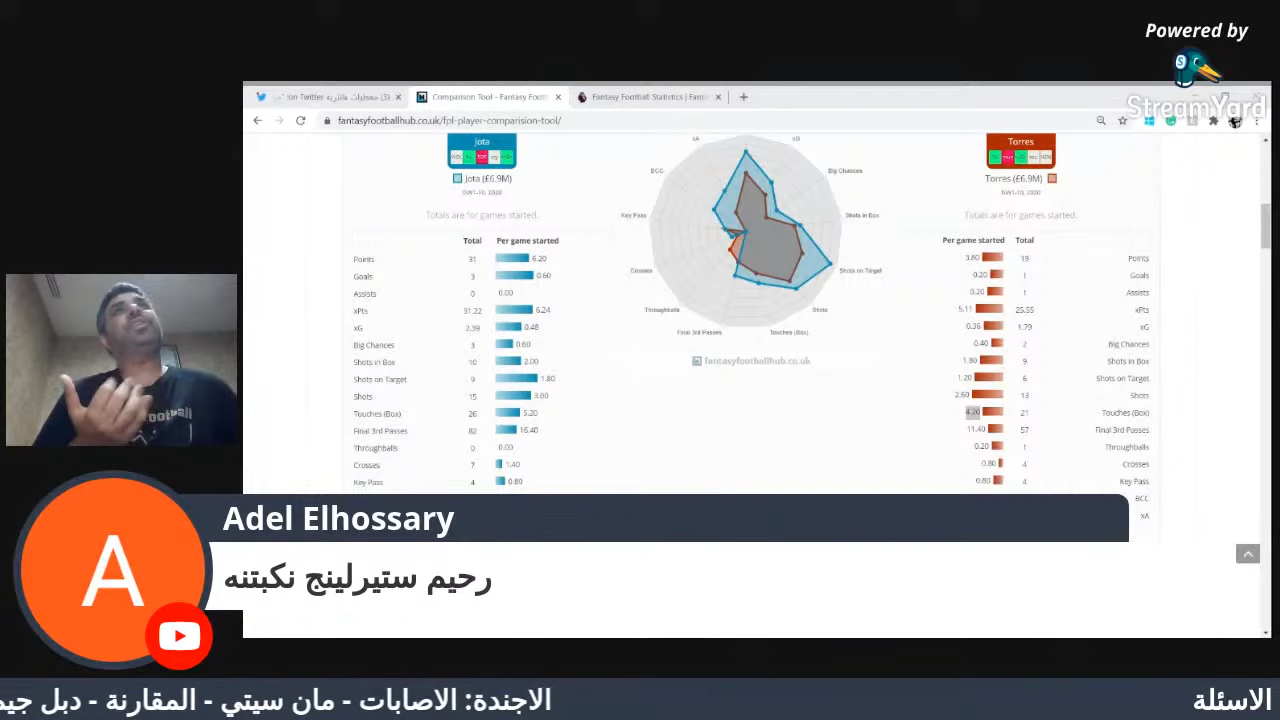 Powered by
StreamYard
Comparison Tool - Fantasy Footb
Fantasy Football Statistics | Fant
fantasyfootballhub.co.uk/fpl-player-comparision-tool/
Jota
Torres
Jota (£6.9M)
Torres (£6.9M)
GW1-10, 2020
GW1-10, 2020
Totals are for games started.
Totals are for games started.
xA
xG
BCC
Big Chances
Key Pass
Shots in Box
Crosses
Shots on Target
Throughballs
Shots
Final 3rd Passes
Touches (Box)
fantasyfootballhub.co.uk
Total Per game started
Points 31 6.20
Goals 3 0.60
Assists 0 0.00
xPts 31.22 6.24
xG 2.39 0.48
Big Chances 3 0.60
Shots in Box 10 2.00
Shots on Target 9 1.80
Shots 15 3.00
Touches (Box) 26 5.20
Final 3rd Passes 82 16.40
Throughballs 0 0.00
Crosses 7 1.40
Key Pass 4 0.80
Per game started Total
3.80 19 Points
0.20 1 Goals
0.20 1 Assists
5.11 25.55 xPts
0.36 1.79 xG
0.40 2 Big Chances
1.80 9 Shots in Box
1.20 6 Shots on Target
2.60 13 Shots
4.20 21 Touches (Box)
11.40 57 Final 3rd Passes
0.20 1 Throughballs
0.80 4 Crosses
0.80 4 Key Pass
BCC
xA
Adel Elhossary
A
رحيم ستيرلينج نكبتنه
الاسئلة
الاجندة: الاصابات - مان سيتي - المقارنة - دبل جيم